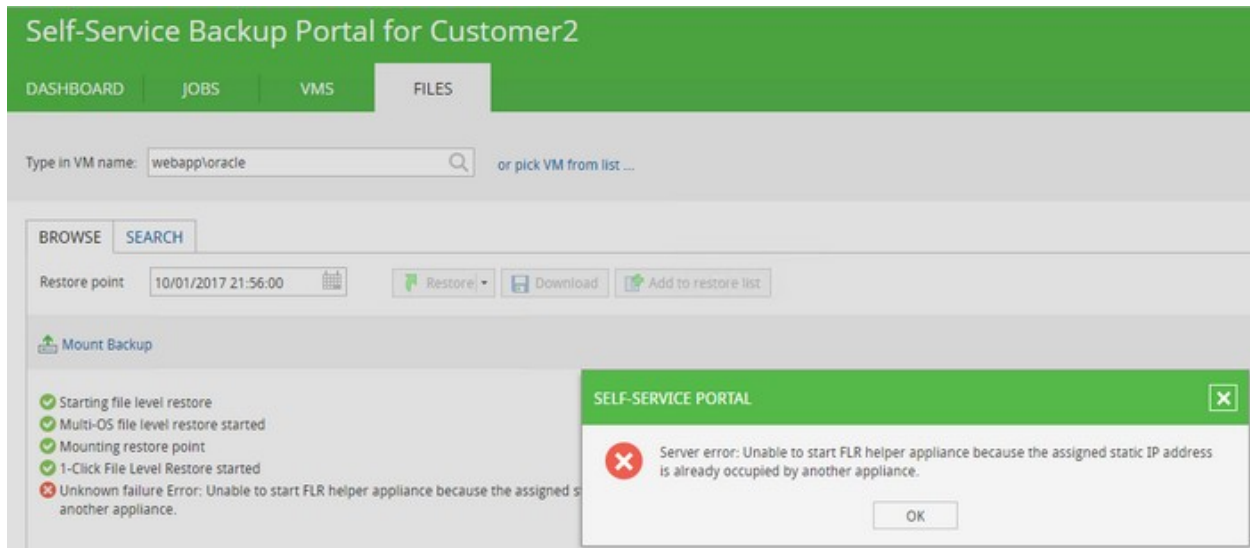 Self-Service Backup Portal for Customer2
DASHBOARD JOBS VMS FILES
Type in VM name: webapp\oracle or pick VM from list ...
BROWSE SEARCH
Restore point 10/01/2017 21:56:00 Restore Download Add to restore list
Mount Backup
Starting file level restore
Multi-OS file level restore started
Mounting restore point
1-Click File Level Restore started
Unknown failure Error: Unable to start FLR helper appliance because the assigned s
another appliance.
SELF-SERVICE PORTAL
Server error: Unable to start FLR helper appliance because the assigned static IP address
is already occupied by another appliance.
OK